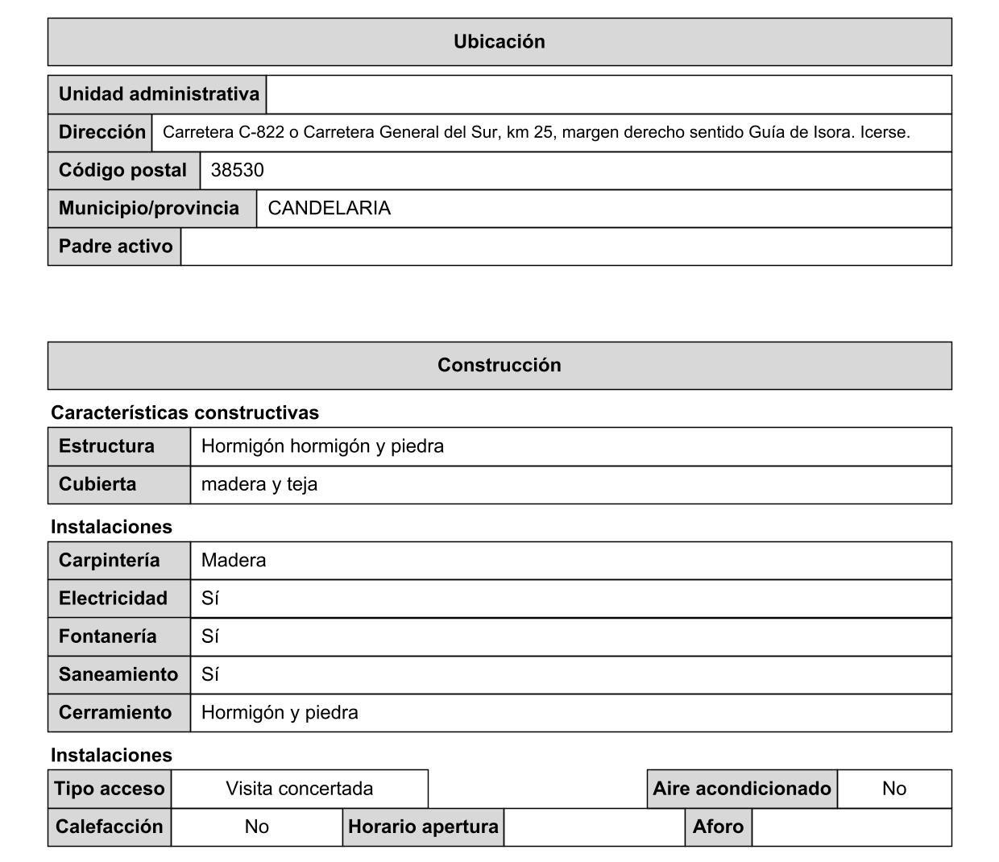 Ubicación
Unidad administrativa
Dirección Carretera C-822 o Carretera General del Sur, km 25, margen derecho sentido Guía de Isora. Icerse.
Código postal 38530
Municipio/provincia CANDELARIA
Padre activo
Construcción
Características constructivas
Estructura Hormigón hormigón y piedra
Cubierta madera y teja
Instalaciones
Carpintería Madera
Electricidad Sí
Fontanería Sí
Saneamiento Sí
Cerramiento Hormigón y piedra
Instalaciones
Tipo acceso Visita concertada Aire acondicionado No
Calefacción No Horario apertura Aforo